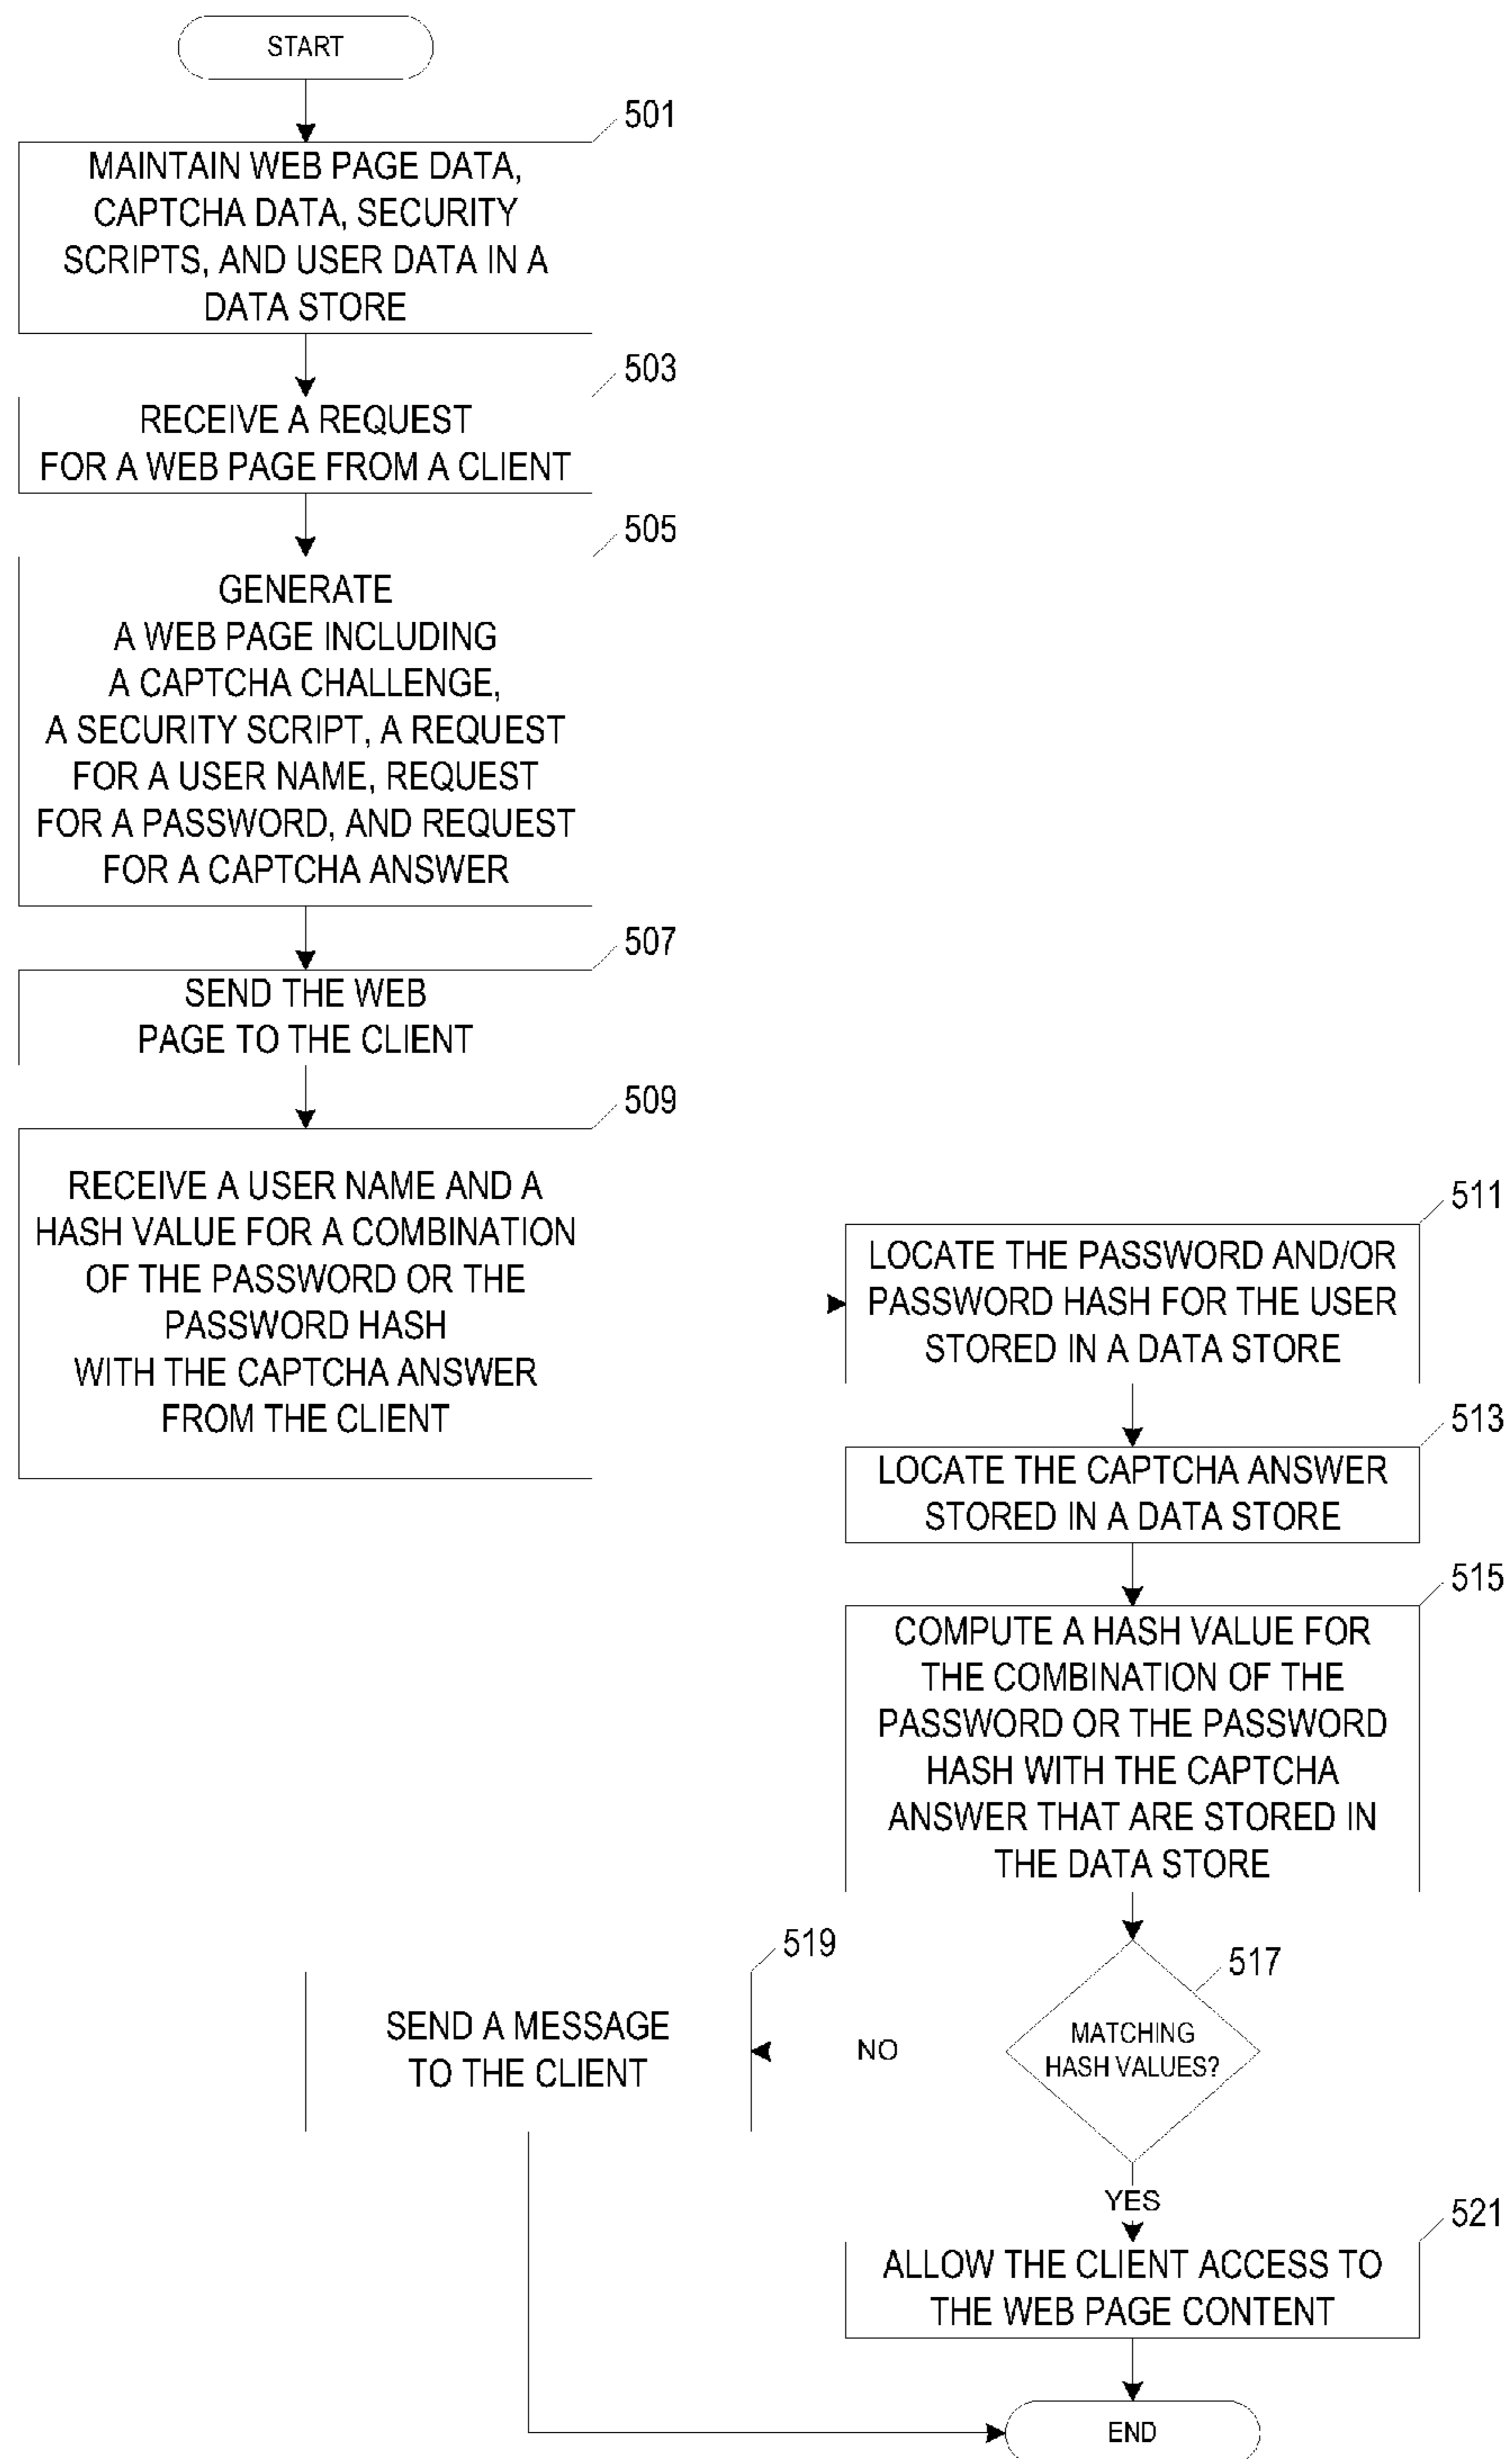 START
501
MAINTAIN WEB PAGE DATA,
CAPTCHA DATA, SECURITY
SCRIPTS, AND USER DATA IN A
DATA STORE
503
RECEIVE A REQUEST
FOR A WEB PAGE FROM A CLIENT
505
GENERATE
A WEB PAGE INCLUDING
A CAPTCHA CHALLENGE,
A SECURITY SCRIPT, A REQUEST
FOR A USER NAME, REQUEST
FOR A PASSWORD, AND REQUEST
FOR A CAPTCHA ANSWER
507
SEND THE WEB
PAGE TO THE CLIENT
509
RECEIVE A USER NAME AND A
HASH VALUE FOR A COMBINATION
OF THE PASSWORD OR THE
PASSWORD HASH
WITH THE CAPTCHA ANSWER
FROM THE CLIENT
511
LOCATE THE PASSWORD AND/OR
PASSWORD HASH FOR THE USER
STORED IN A DATA STORE
513
LOCATE THE CAPTCHA ANSWER
STORED IN A DATA STORE
515
COMPUTE A HASH VALUE FOR
THE COMBINATION OF THE
PASSWORD OR THE PASSWORD
HASH WITH THE CAPTCHA
ANSWER THAT ARE STORED IN
THE DATA STORE
517
MATCHING
HASH VALUES?
NO
519
SEND A MESSAGE
TO THE CLIENT
YES
521
ALLOW THE CLIENT ACCESS TO
THE WEB PAGE CONTENT
END